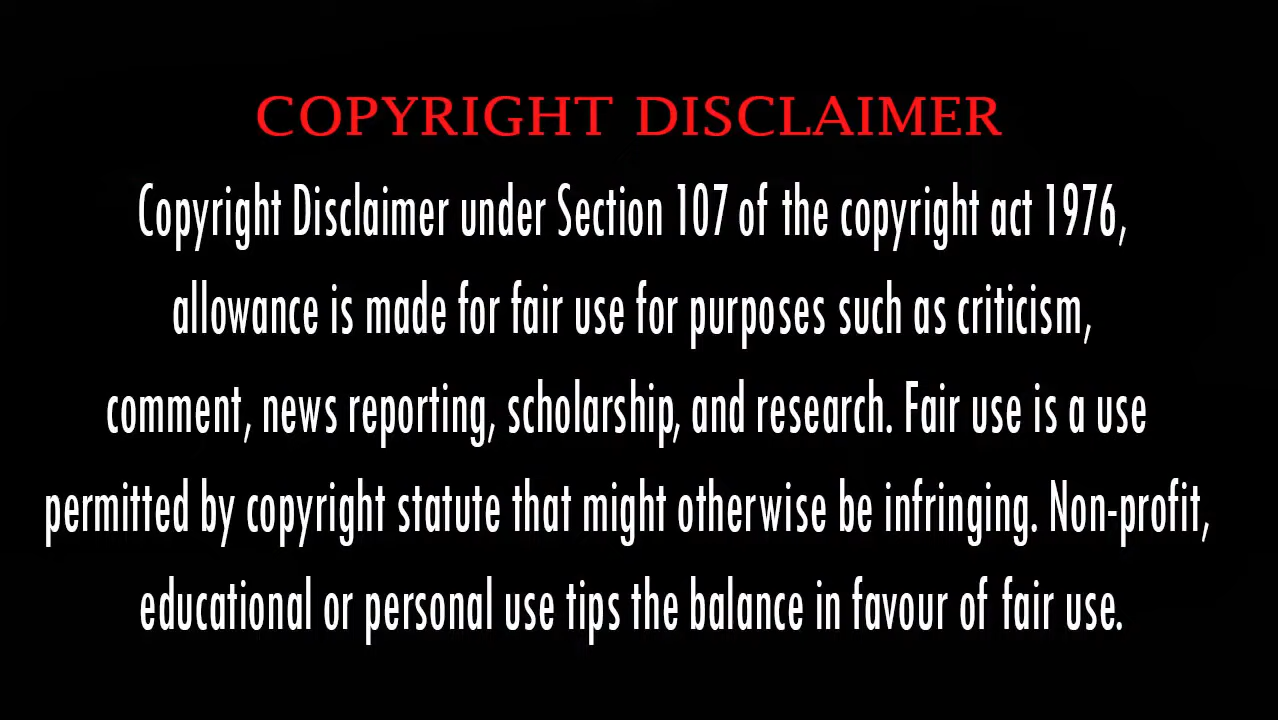 COPYRIGHT DISCLAIMER
Copyright Disclaimer under Section 107 of the copyright act 1976,
allowance is made for fair use for purposes such as criticism,
comment, news reporting, scholarship, and research. Fair use is a use
permitted by copyright statute that might otherwise be infringing. Non-profit,
educational or personal use tips the balance in favour of fair use.